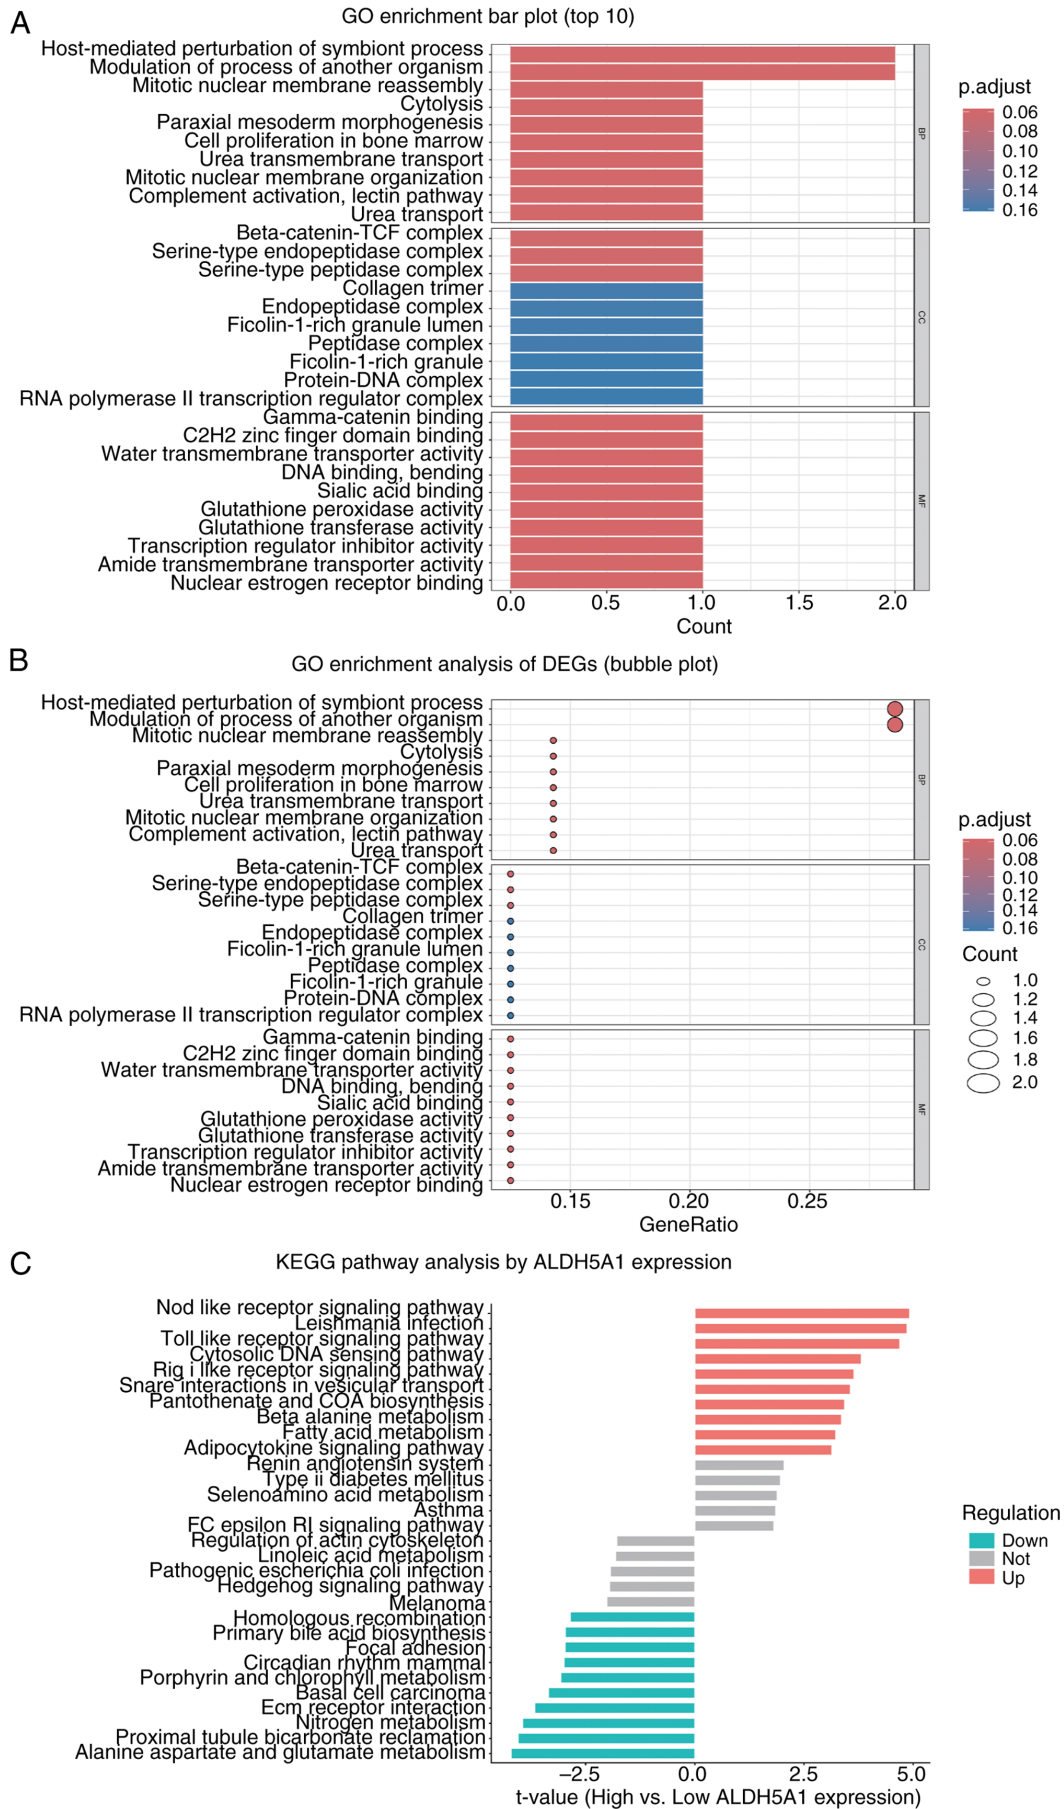 A
GO enrichment bar plot (top 10)
Host-mediated perturbation of symbiont process
Modulation of process of another organism
Mitotic nuclear membrane reassembly
Cytolysis
Paraxial mesoderm morphogenesis
Cell proliferation in bone marrow
Urea transmembrane transport
Mitotic nuclear membrane organization
Complement activation, lectin pathway
Urea transport
BP
Beta-catenin-TCF complex
Serine-type endopeptidase complex
Serine-type peptidase complex
Collagen trimer
Endopeptidase complex
Ficolin-1-rich granule lumen
Peptidase complex
Ficolin-1-rich granule
Protein-DNA complex
RNA polymerase II transcription regulator complex
CC
Gamma-catenin binding
C2H2 zinc finger domain binding
Water transmembrane transporter activity
DNA binding, bending
Sialic acid binding
Glutathione peroxidase activity
Glutathione transferase activity
Transcription regulator inhibitor activity
Amide transmembrane transporter activity
Nuclear estrogen receptor binding
MF
0.0 0.5 1.0 1.5 2.0
Count
p.adjust
0.06
0.08
0.10
0.12
0.14
0.16
B
GO enrichment analysis of DEGs (bubble plot)
Host-mediated perturbation of symbiont process
Modulation of process of another organism
Mitotic nuclear membrane reassembly
Cytolysis
Paraxial mesoderm morphogenesis
Cell proliferation in bone marrow
Urea transmembrane transport
Mitotic nuclear membrane organization
Complement activation, lectin pathway
Urea transport
BP
Beta-catenin-TCF complex
Serine-type endopeptidase complex
Serine-type peptidase complex
Collagen trimer
Endopeptidase complex
Ficolin-1-rich granule lumen
Peptidase complex
Ficolin-1-rich granule
Protein-DNA complex
RNA polymerase II transcription regulator complex
CC
Gamma-catenin binding
C2H2 zinc finger domain binding
Water transmembrane transporter activity
DNA binding, bending
Sialic acid binding
Glutathione peroxidase activity
Glutathione transferase activity
Transcription regulator inhibitor activity
Amide transmembrane transporter activity
Nuclear estrogen receptor binding
MF
0.15 0.20 0.25
GeneRatio
p.adjust
0.06
0.08
0.10
0.12
0.14
0.16
Count
1.0
1.2
1.4
1.6
1.8
2.0
C
KEGG pathway analysis by ALDH5A1 expression
Nod like receptor signaling pathway
Leishmania infection
Toll like receptor signaling pathway
Cytosolic DNA sensing pathway
Rig i like receptor signaling pathway
Snare interactions in vesicular transport
Pantothenate and COA biosynthesis
Beta alanine metabolism
Fatty acid metabolism
Adipocytokine signaling pathway
Renin angiotensin system
Type ii diabetes mellitus
Selenoamino acid metabolism
Asthma
FC epsilon RI signaling pathway
Regulation of actin cytoskeleton
Linoleic acid metabolism
Pathogenic escherichia coli infection
Hedgehog signaling pathway
Melanoma
Homologous recombination
Primary bile acid biosynthesis
Focal adhesion
Circadian rhythm mammal
Porphyrin and chlorophyll metabolism
Basal cell carcinoma
Ecm receptor interaction
Nitrogen metabolism
Proximal tubule bicarbonate reclamation
Alanine aspartate and glutamate metabolism
−2.5 0.0 2.5 5.0
t-value (High vs. Low ALDH5A1 expression)
Regulation
Down
Not
Up